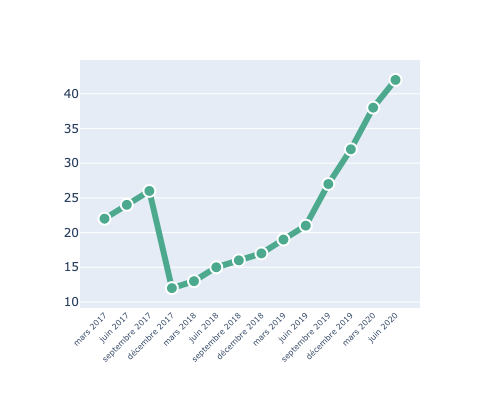 40
35
30
25
20
15
10
mars 2017
juin 2017
septembre 2017
décembre 2017
mars 2018
juin 2018
septembre 2018
décembre 2018
mars 2019
juin 2019
septembre 2019
décembre 2019
mars 2020
juin 2020